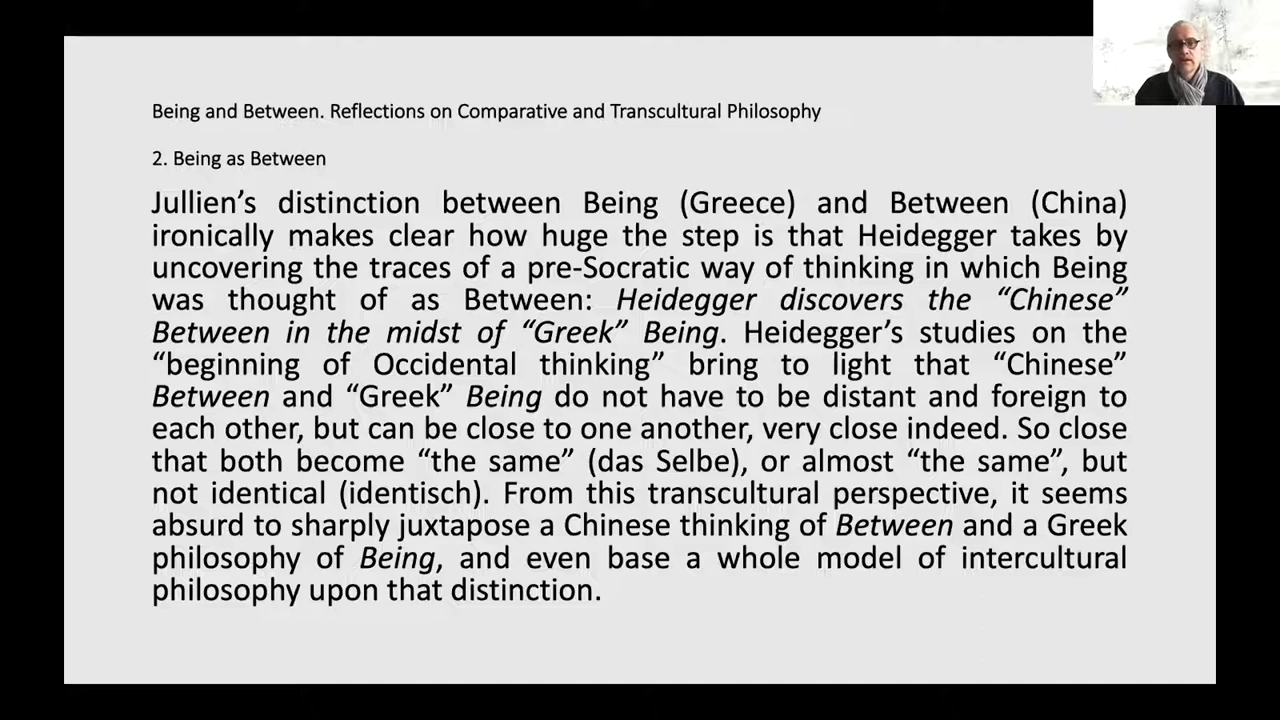 Being and Between. Reflections on Comparative and Transcultural Philosophy
2. Being as Between
Jullien’s distinction between Being (Greece) and Between (China)
ironically makes clear how huge the step is that Heidegger takes by
uncovering the traces of a pre-Socratic way of thinking in which Being
was thought of as Between: Heidegger discovers the “Chinese”
Between in the midst of “Greek” Being. Heidegger’s studies on the
“beginning of Occidental thinking” bring to light that “Chinese”
Between and “Greek” Being do not have to be distant and foreign to
each other, but can be close to one another, very close indeed. So close
that both become “the same” (das Selbe), or almost “the same”, but
not identical (identisch). From this transcultural perspective, it seems
absurd to sharply juxtapose a Chinese thinking of Between and a Greek
philosophy of Being, and even base a whole model of intercultural
philosophy upon that distinction.